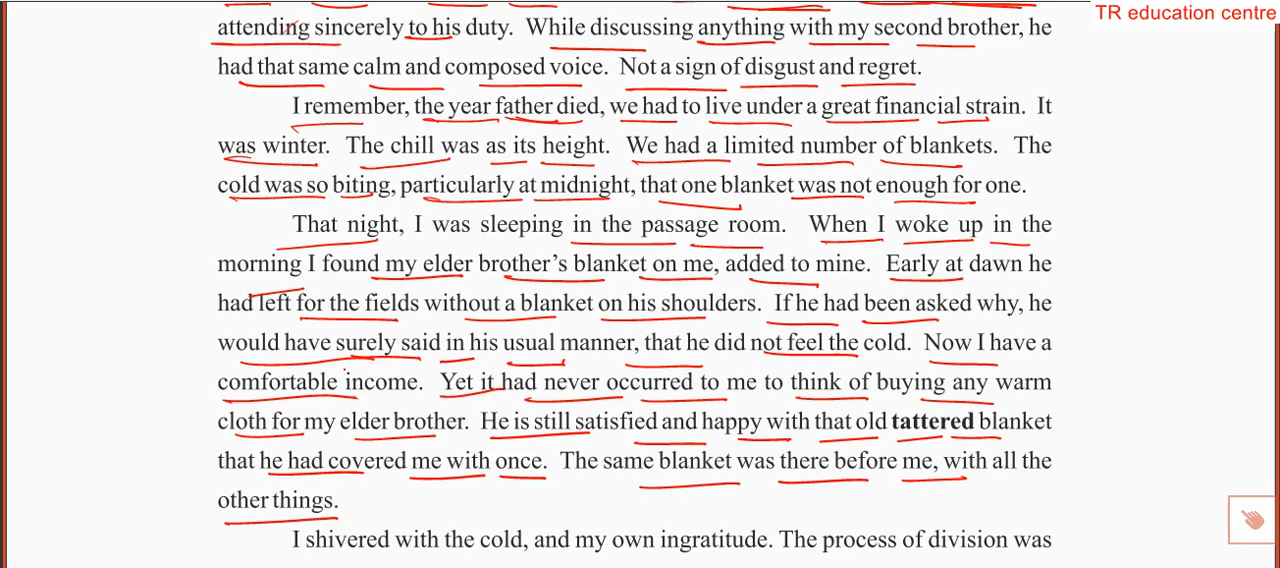 TR education centre
attending sincerely to his duty. While discussing anything with my second brother, he
had that same calm and composed voice. Not a sign of disgust and regret.
I remember, the year father died, we had to live under a great financial strain. It
was winter. The chill was as its height. We had a limited number of blankets. The
cold was so biting, particularly at midnight, that one blanket was not enough for one.
That night, I was sleeping in the passage room. When I woke up in the
morning I found my elder brother's blanket on me, added to mine. Early at dawn he
had left for the fields without a blanket on his shoulders. If he had been asked why, he
would have surely said in his usual manner, that he did not feel the cold. Now I have a
comfortable income. Yet it had never occurred to me to think of buying any warm
cloth for my elder brother. He is still satisfied and happy with that old tattered blanket
that he had covered me with once. The same blanket was there before me, with all the
other things.
I shivered with the cold, and my own ingratitude. The process of division was